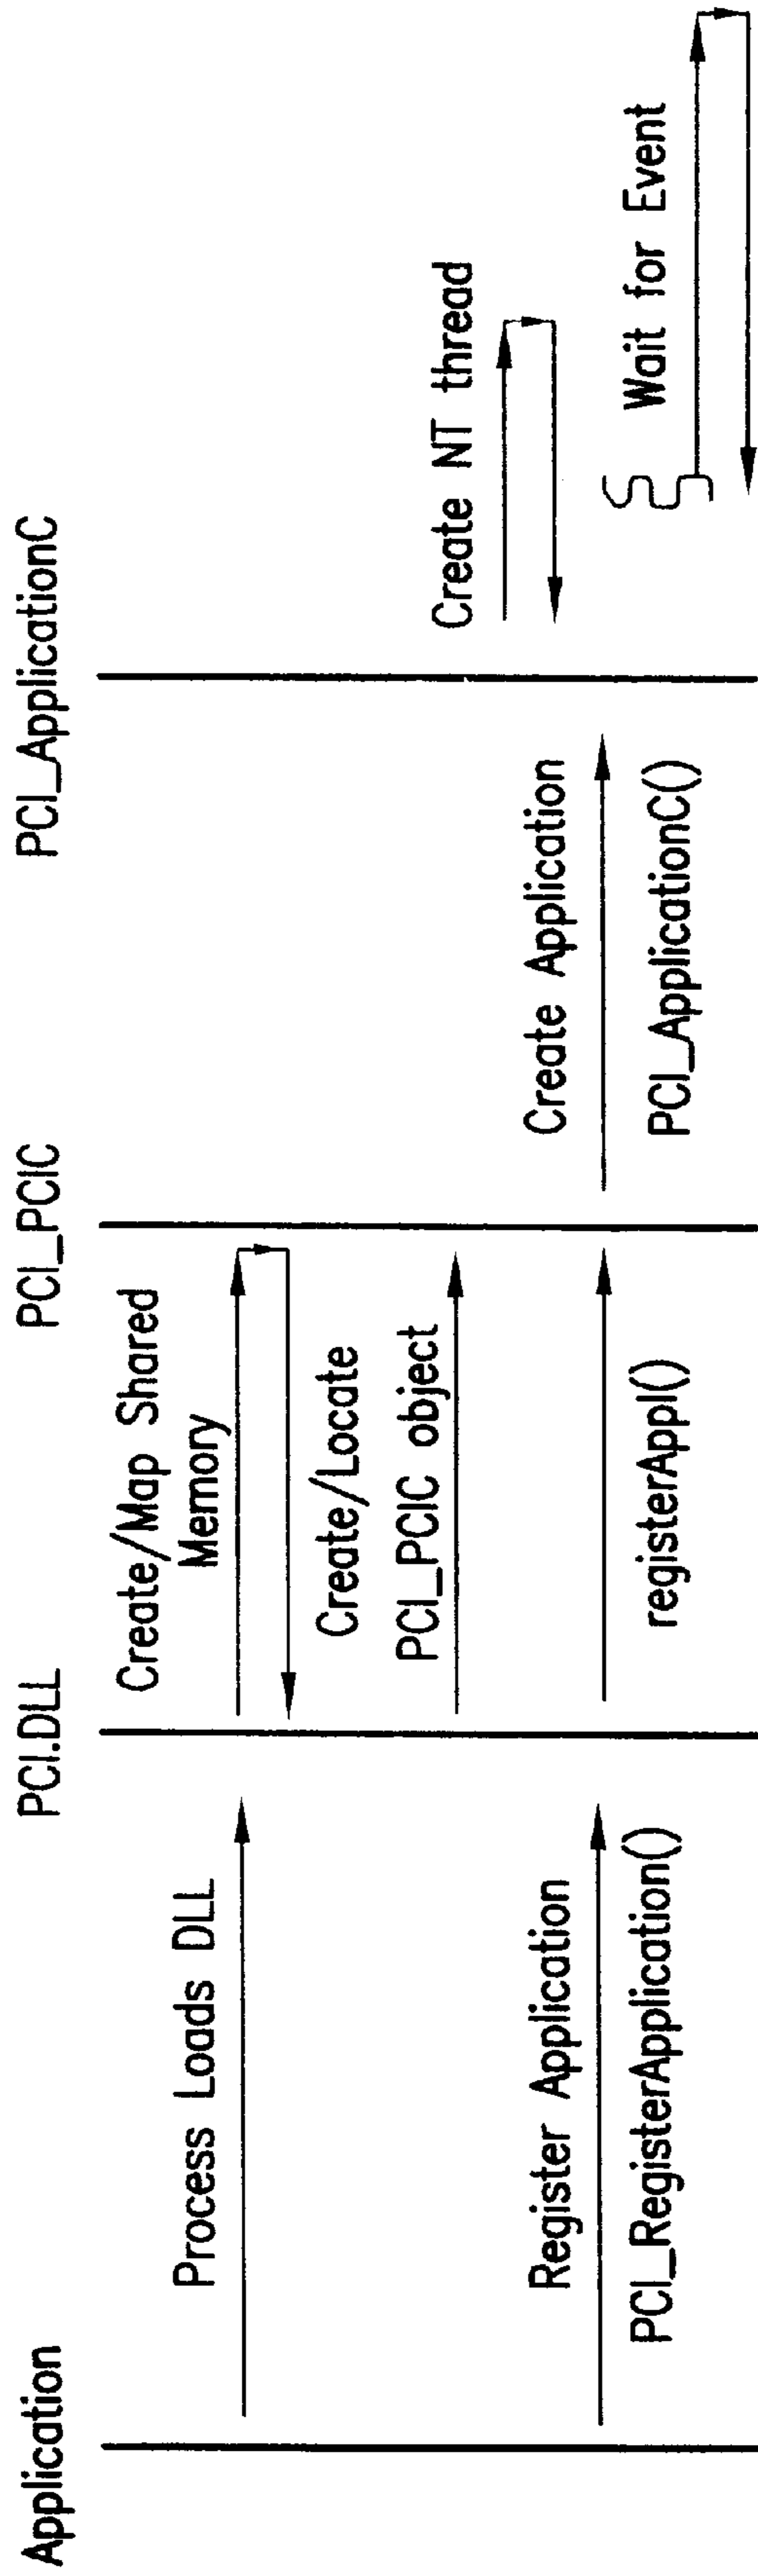 Application
PCI.DLL
PCI_PCIC
PCI_ApplicationC
Process Loads DLL
Create/Map Shared
Memory
Create/Locate
PCI_PCIC object
Create NT thread
Register Application
PCI_RegisterApplication()
registerAppl()
Create Application
PCI_ApplicationC()
Wait for Event